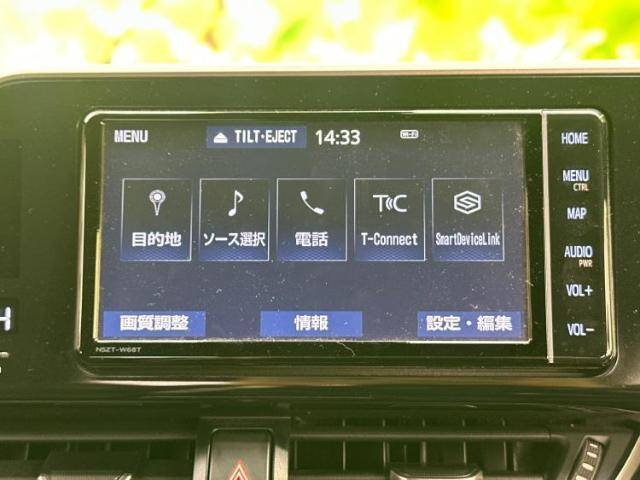 MENU
TILT・EJECT
14:33
目的地
ソース選択
電話
T-Connect
SmartDeviceLink
画質調整
情報
設定・編集
NSZT-W68T
HOME
MENU
CTRL
MAP
AUDIO
PWR
VOL+
VOL−